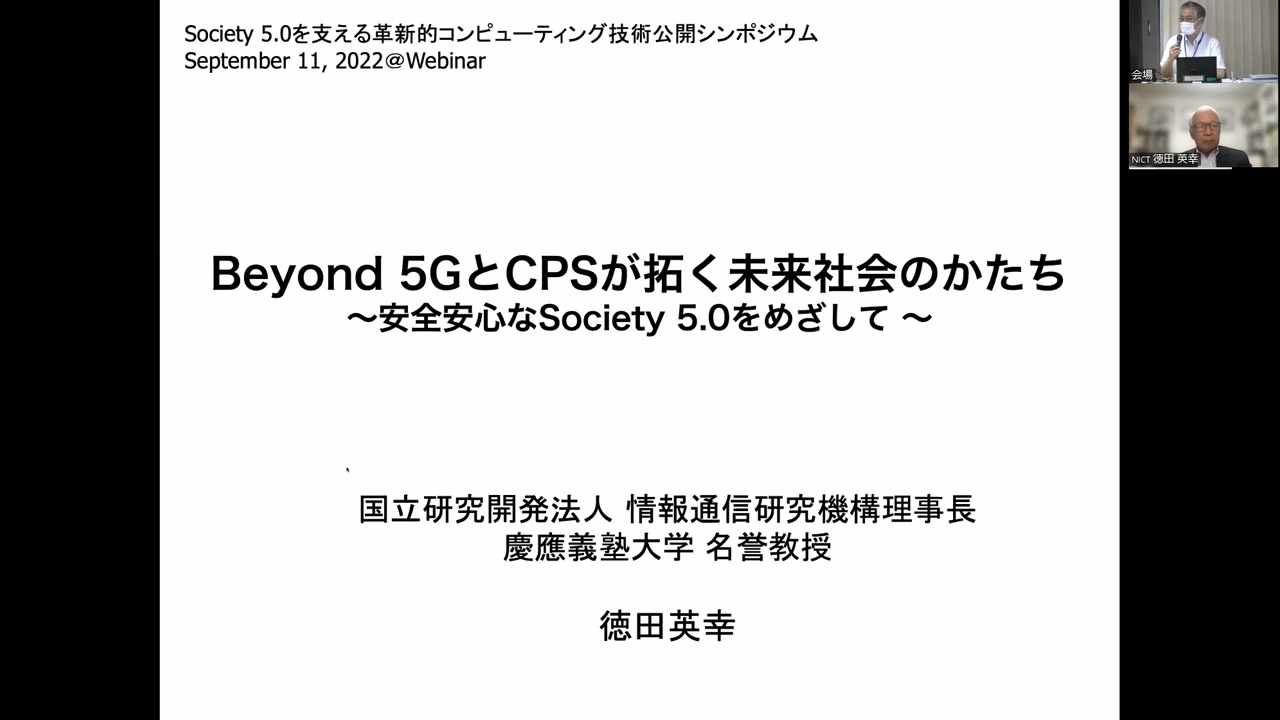 Society 5.0を支える革新的コンピューティング技術公開シンポジウム
September 11, 2022@Webinar
Beyond 5GとCPSが拓く未来社会のかたち
～安全安心なSociety 5.0をめざして ～
国立研究開発法人 情報通信研究機構理事長
慶應義塾大学 名誉教授
徳田英幸
会場
NICT 徳田 英幸